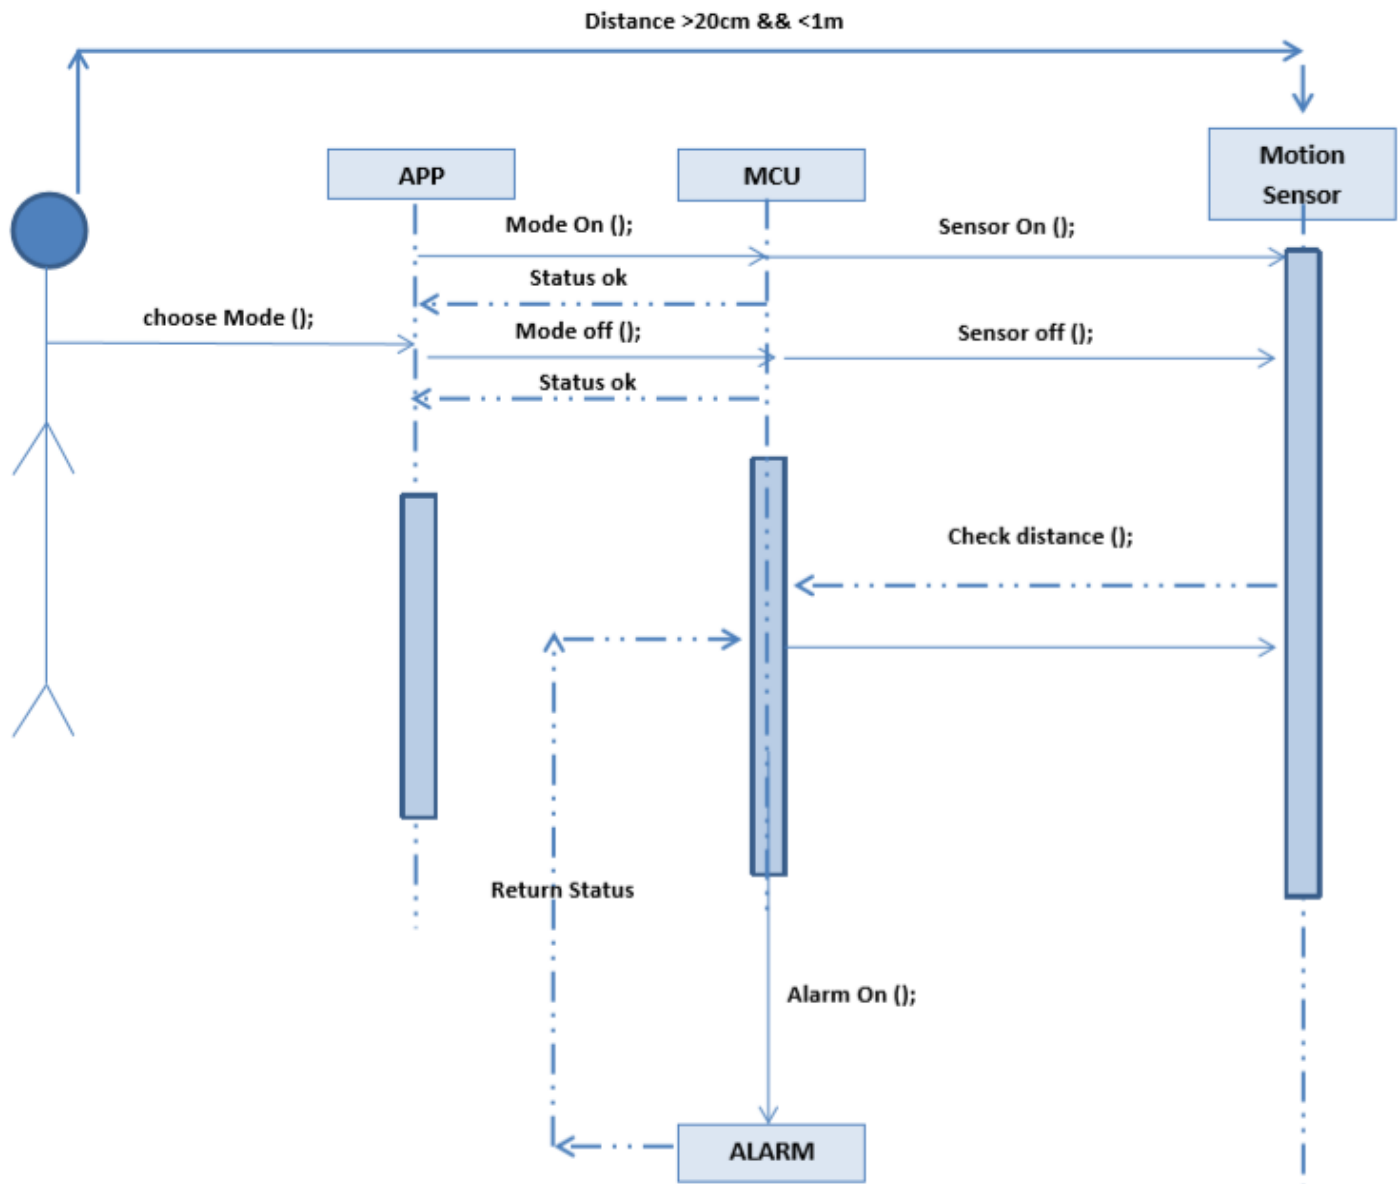 Distance >20cm && <1m
APP
MCU
Motion
Sensor
Mode On ();
Sensor On ();
Status ok
choose Mode ();
Mode off ();
Sensor off ();
Status ok
Check distance ();
Return Status
Alarm On ();
ALARM